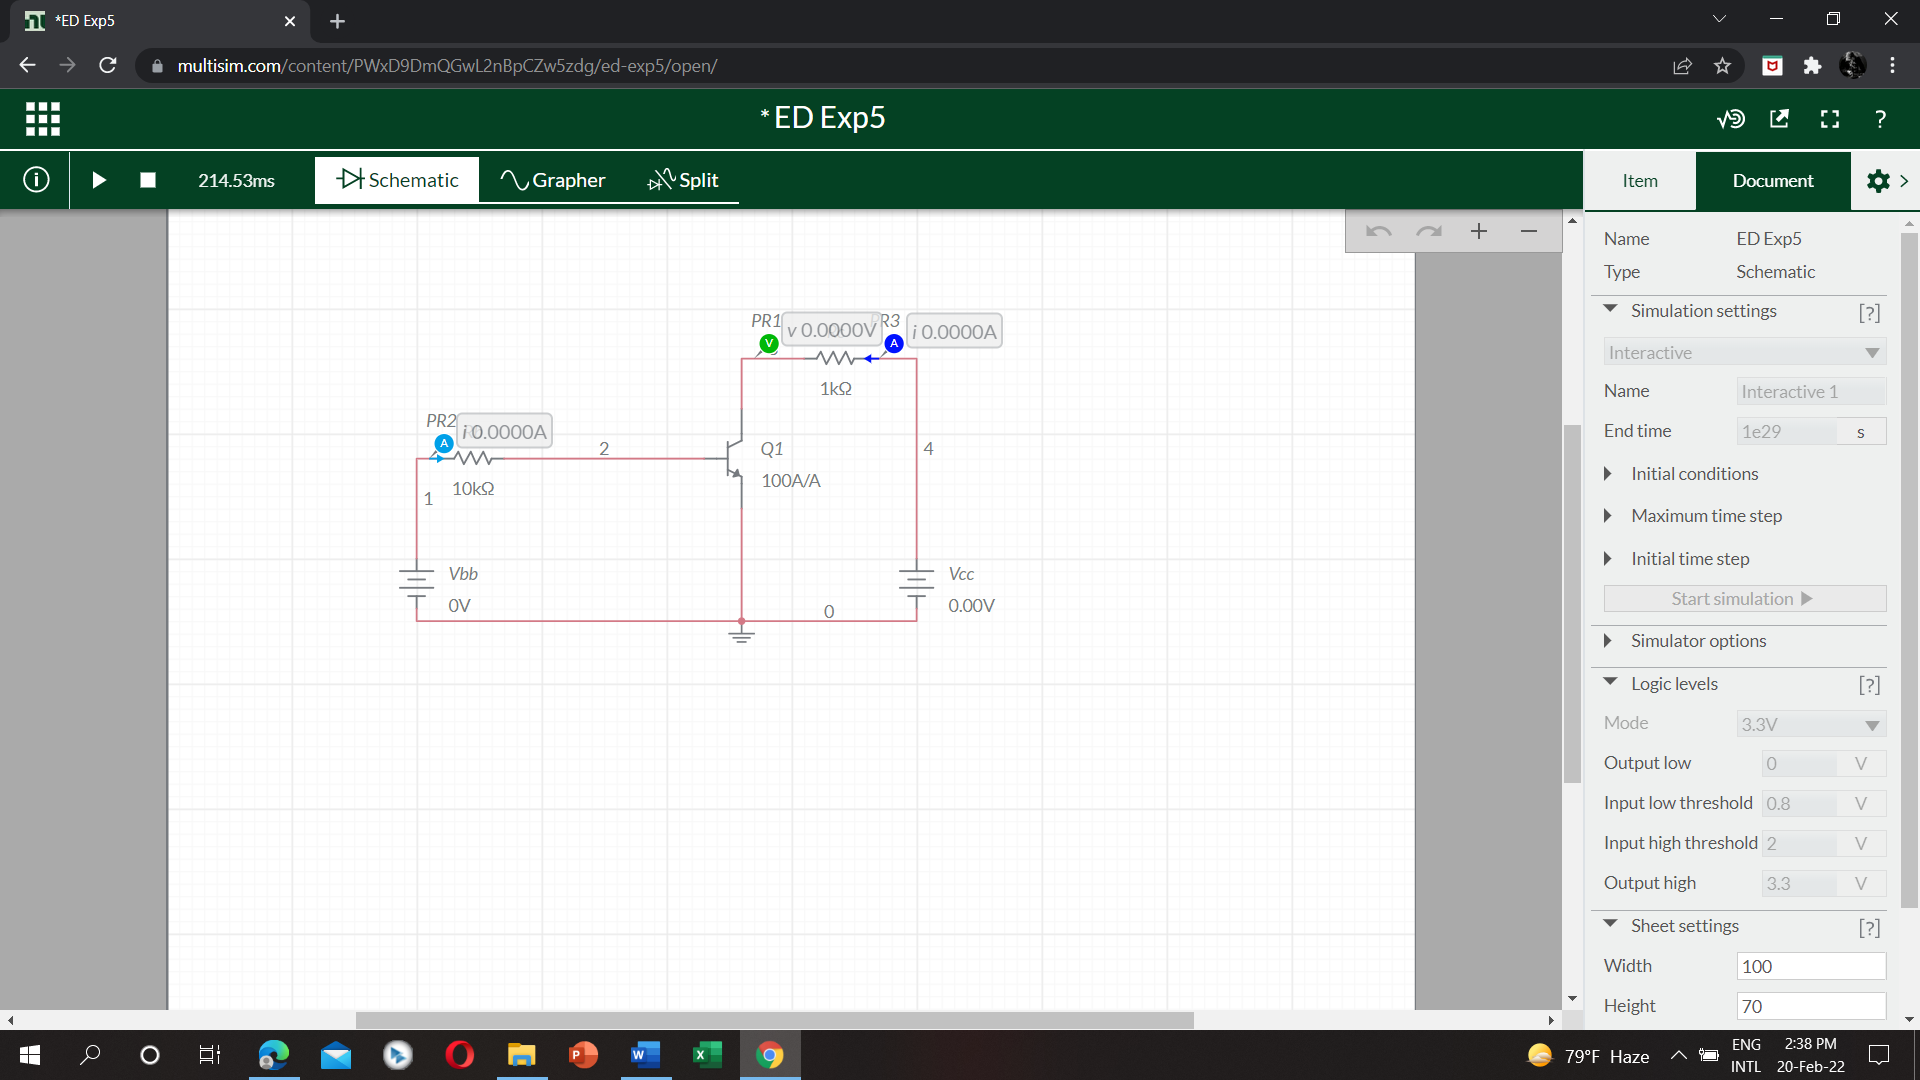 *ED Exp5
multisim.com/content/PWxD9DmQGwL2nBpCZw5zdg/ed-exp5/open/
*ED Exp5
?
214.53ms
Schematic
Grapher
Split
Item
Document
PR1
v 0.0000V
PR3
i 0.0000A
V
A
1kΩ
PR2
i 0.0000A
A
2
Q1
4
100A/A
10kΩ
1
Vbb
Vcc
0V
0.00V
0
Name ED Exp5
Type Schematic
Simulation settings [?]
Interactive
Name Interactive 1
End time 1e29 s
Initial conditions
Maximum time step
Initial time step
Start simulation
Simulator options
Logic levels [?]
Mode 3.3V
Output low 0 V
Input low threshold 0.8 V
Input high threshold 2 V
Output high 3.3 V
Sheet settings [?]
Width 100
Height 70
79°F Haze
ENG
INTL
2:38 PM
20-Feb-22